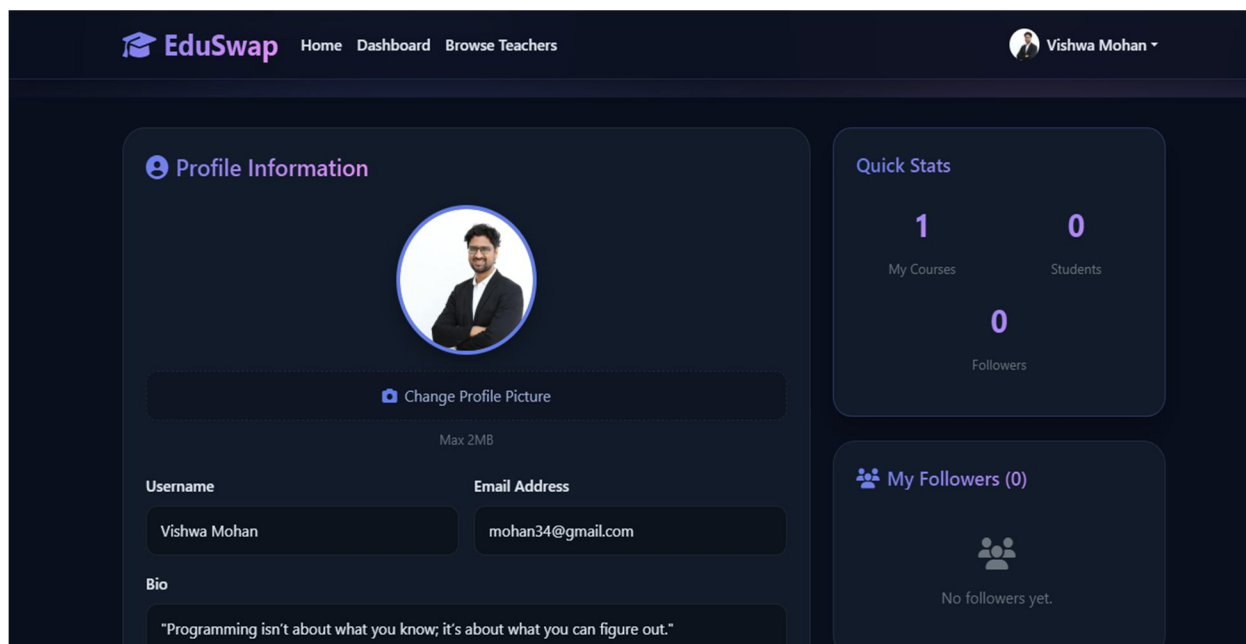 EduSwap Home Dashboard Browse Teachers Vishwa Mohan
Profile Information
Change Profile Picture
Max 2MB
Username Email Address
Vishwa Mohan mohan34@gmail.com
Bio
"Programming isn't about what you know; it's about what you can figure out."
Quick Stats
1 0
My Courses Students
0
Followers
My Followers (0)
No followers yet.